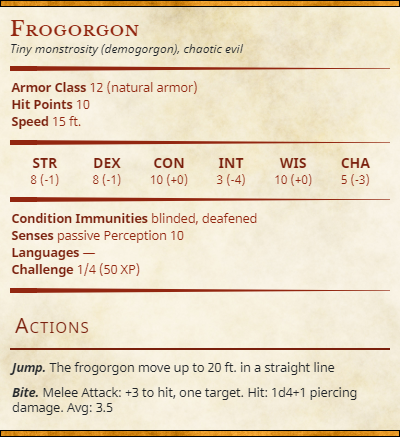 Frogorgon
Tiny monstrosity (demogorgon), chaotic evil
Armor Class 12 (natural armor)
Hit Points 10
Speed 15 ft.
STR DEX CON INT WIS CHA
8 (-1) 8 (-1) 10 (+0) 3 (-4) 10 (+0) 5 (-3)
Condition Immunities blinded, deafened
Senses passive Perception 10
Languages —
Challenge 1/4 (50 XP)
Actions
Jump. The frogorgon move up to 20 ft. in a straight line
Bite. Melee Attack: +3 to hit, one target. Hit: 1d4+1 piercing
damage. Avg: 3.5